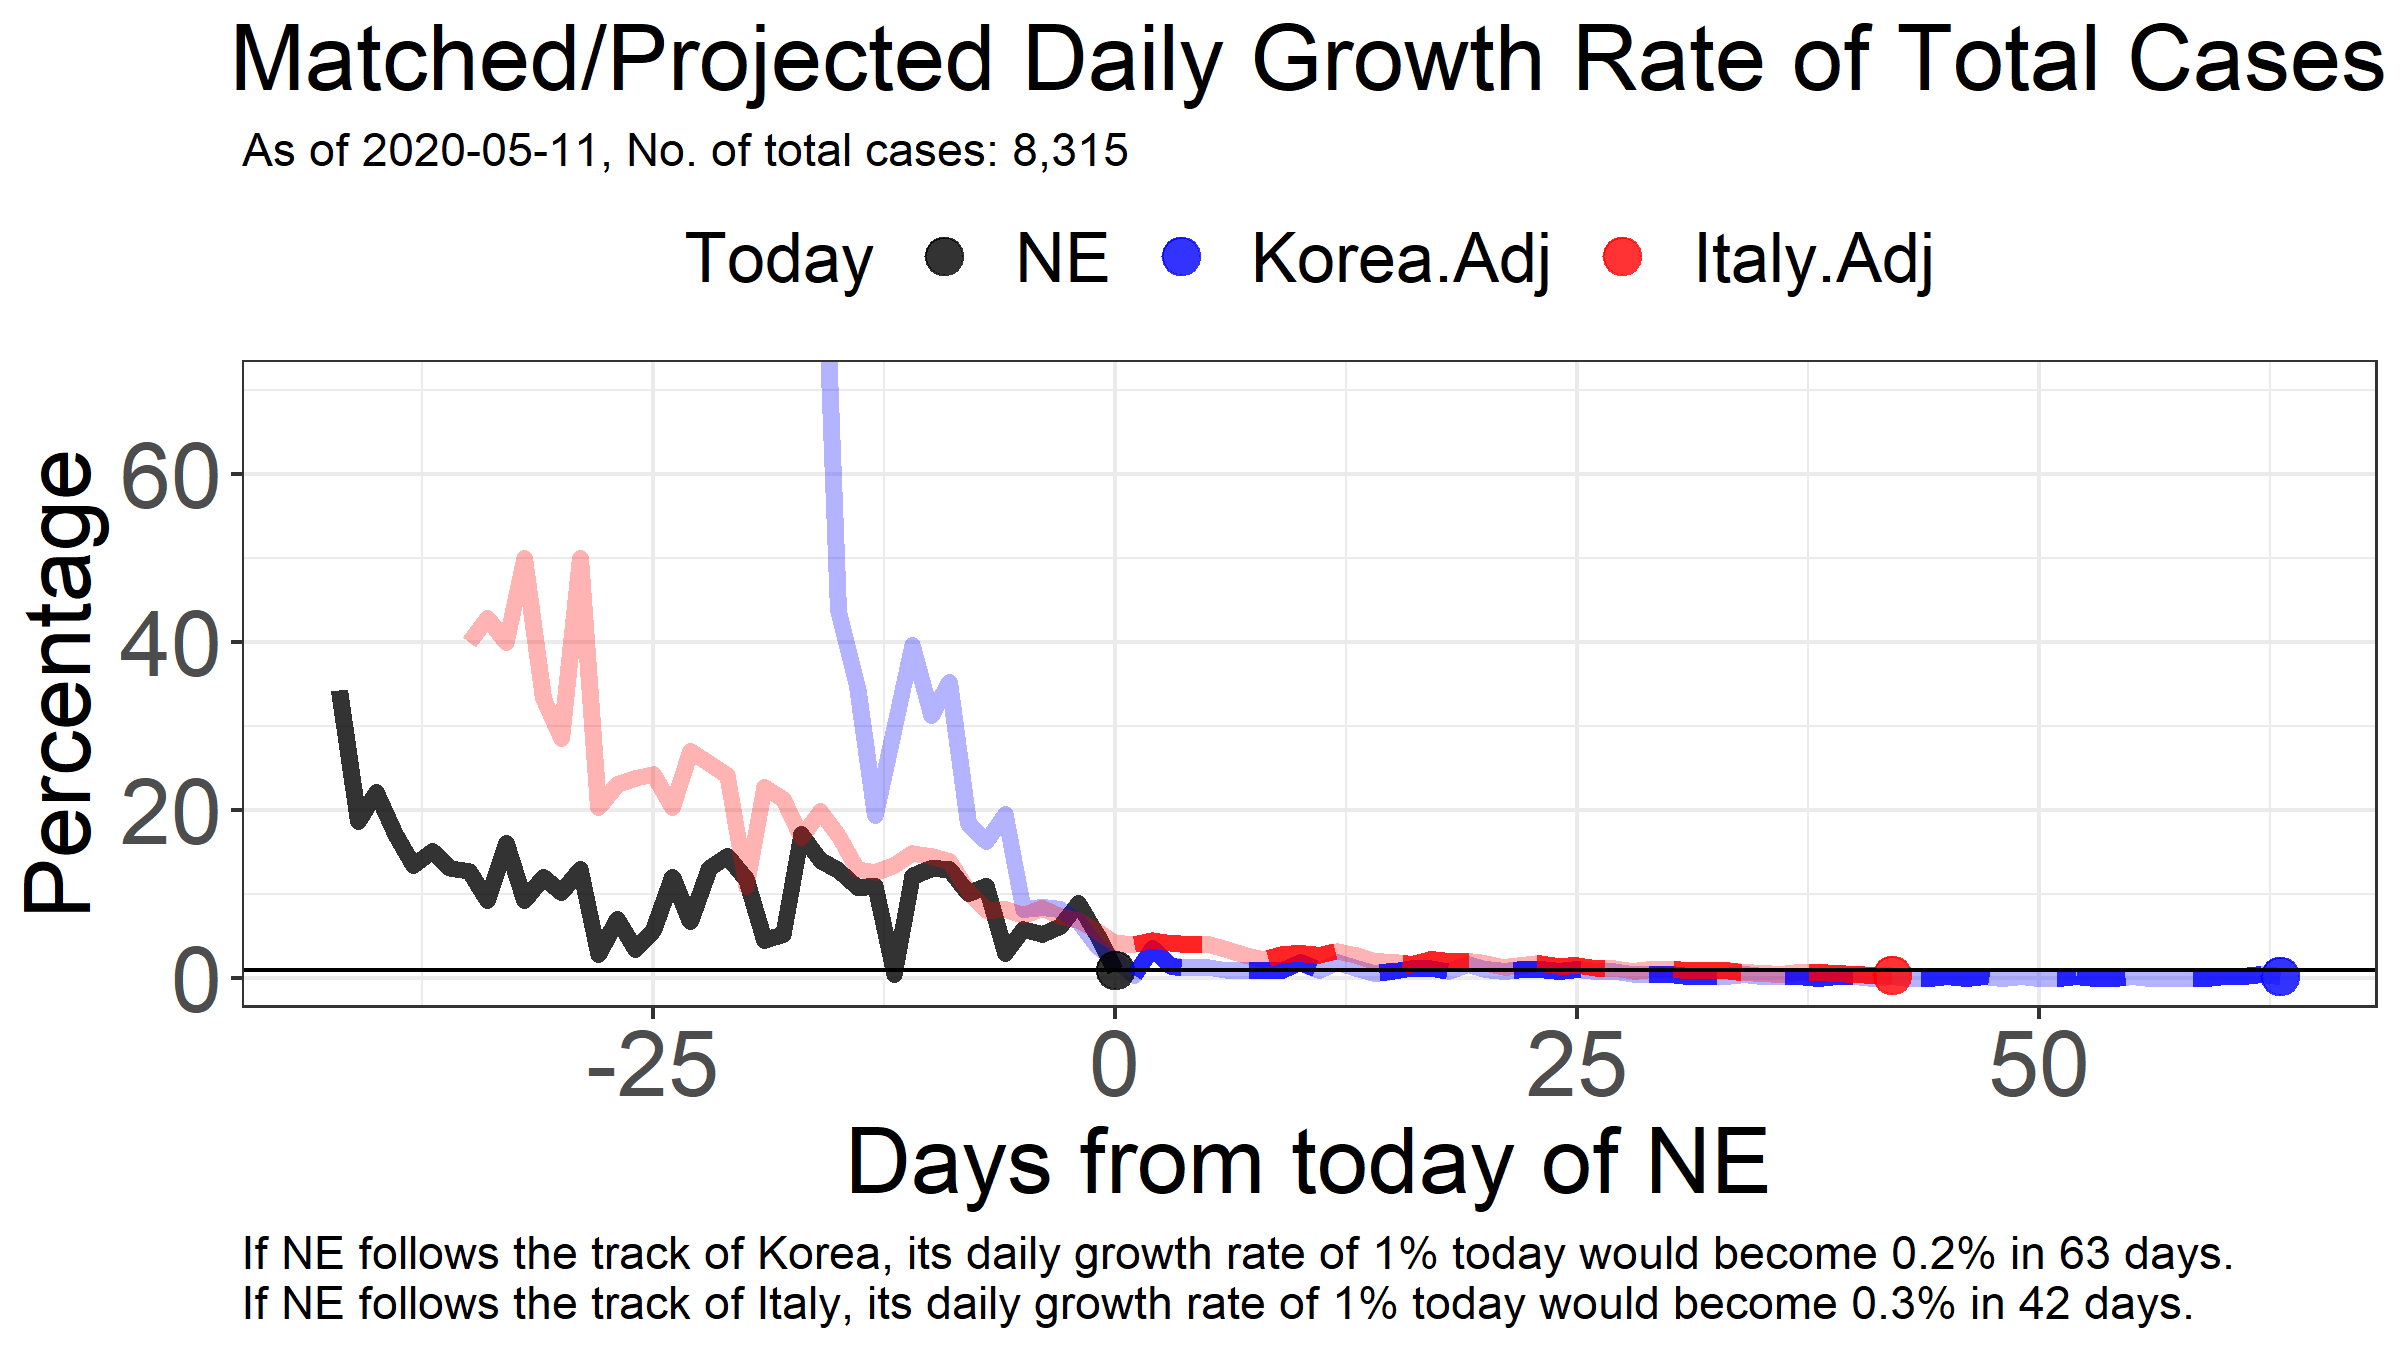 Matched/Projected Daily Growth Rate of Total Cases
As of 2020-05-11, No. of total cases: 8,315
Today NE Korea.Adj Italy.Adj
Percentage
60
40
20
0
-25 0 25 50
Days from today of NE
If NE follows the track of Korea, its daily growth rate of 1% today would become 0.2% in 63 days.
If NE follows the track of Italy, its daily growth rate of 1% today would become 0.3% in 42 days.